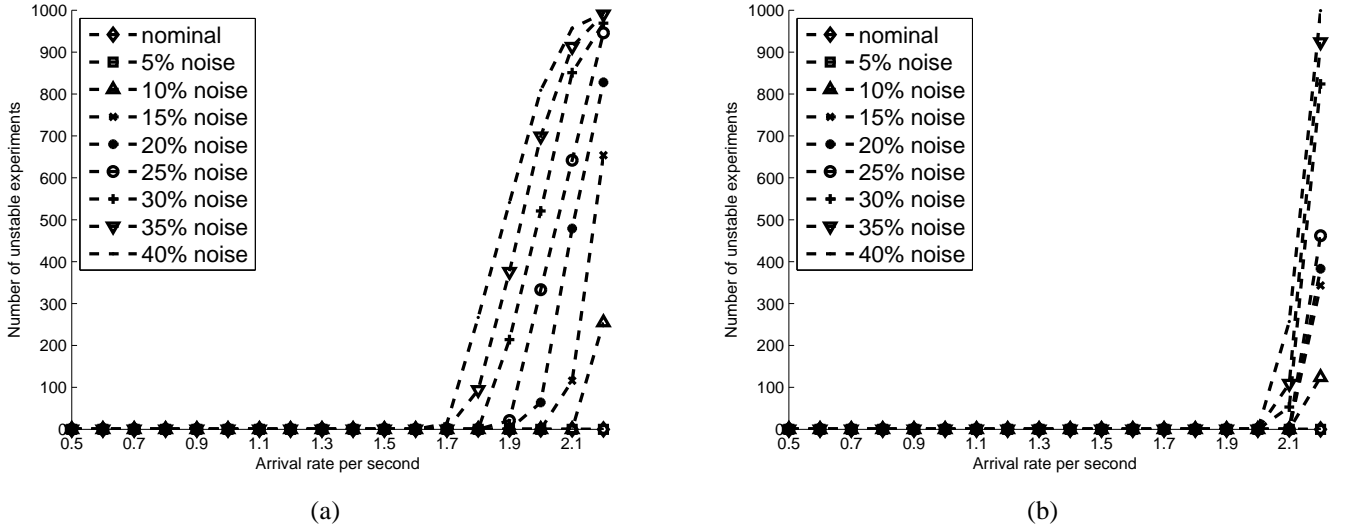 1000
900
800
700
600
500
400
300
200
100
0
Number of unstable experiments
nominal
5% noise
10% noise
15% noise
20% noise
25% noise
30% noise
35% noise
40% noise
0.5 0.7 0.9 1.1 1.3 1.5 1.7 1.9 2.1
Arrival rate per second
(a)
1000
900
800
700
600
500
400
300
200
100
0
Number of unstable experiments
nominal
5% noise
10% noise
15% noise
20% noise
25% noise
30% noise
35% noise
40% noise
0.5 0.7 0.9 1.1 1.3 1.5 1.7 1.9 2.1
Arrival rate per second
(b)